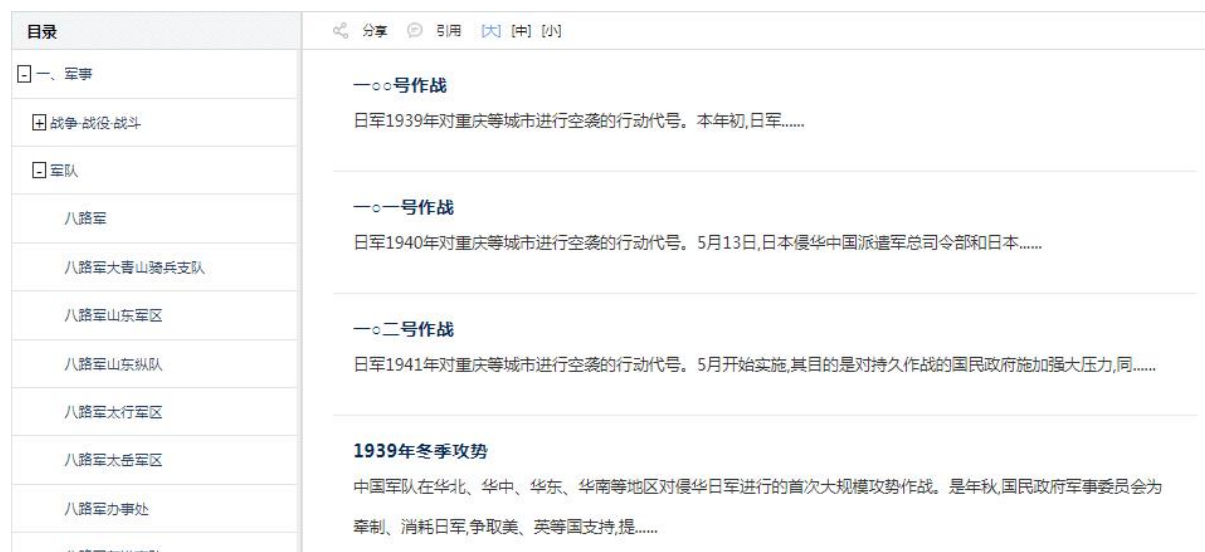 目录
一、军事
战争·战役·战斗
军队
八路军
八路军大青山骑兵支队
八路军山东军区
八路军山东纵队
八路军太行军区
八路军太岳军区
八路军办事处
分享 引用 [大] [中] [小]
一○○号作战
日军1939年对重庆等城市进行空袭的行动代号。本年初,日军......
一○一号作战
日军1940年对重庆等城市进行空袭的行动代号。5月13日,日本侵华中国派遣军总司令部和日本......
一○二号作战
日军1941年对重庆等城市进行空袭的行动代号。5月开始实施,其目的是对持久作战的国民政府施加强大压力,同......
1939年冬季攻势
中国军队在华北、华中、华东、华南等地区对侵华日军进行的首次大规模攻势作战。是年秋,国民政府军事委员会为
牵制、消耗日军,争取美、英等国支持,提......